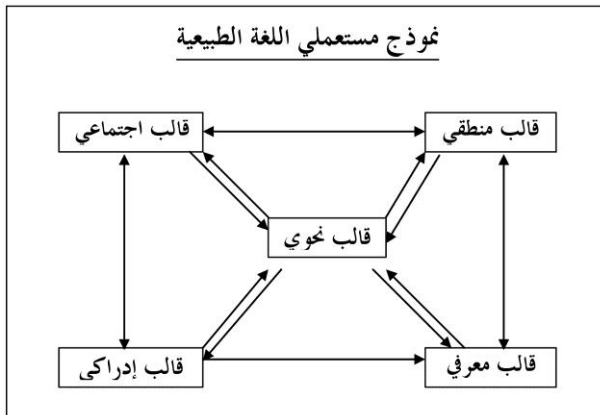 نموذج مستعملي اللغة الطبيعية
قالب منطقي
قالب اجتماعي
قالب نحوي
قالب معرفي
قالب إدراكي